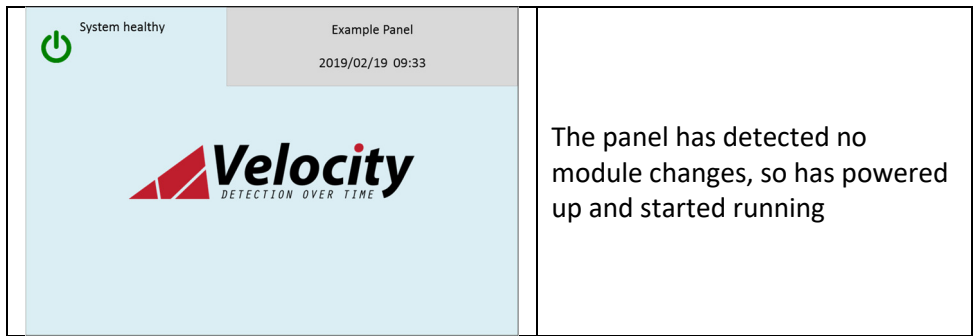 System healthy
Example Panel
2019/02/19 09:33
Velocity
DETECTION OVER TIME
The panel has detected no
module changes, so has powered
up and started running